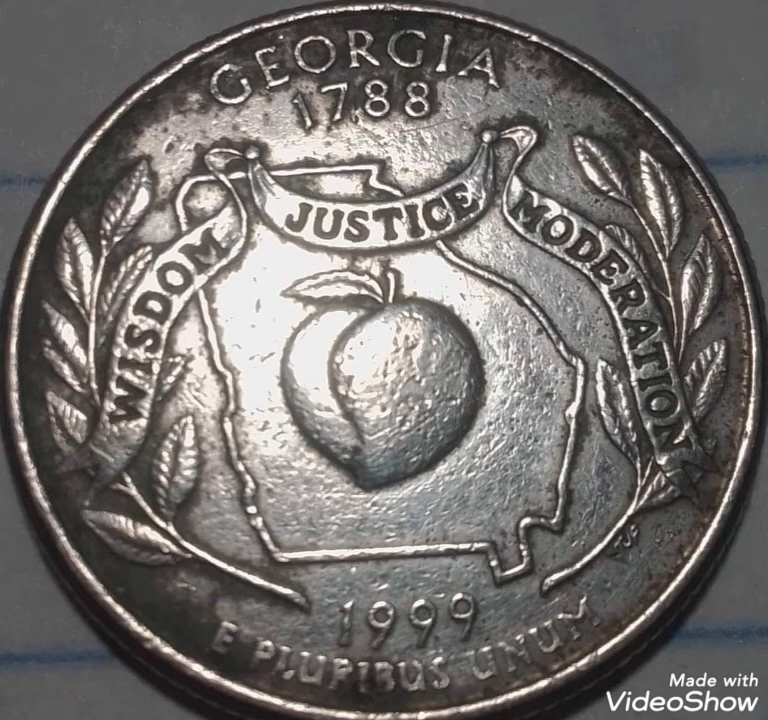 GEORGIA
1788
WISDOM
JUSTICE
MODERATION
1999
E PLURIBUS UNUM
Made with
VideoShow